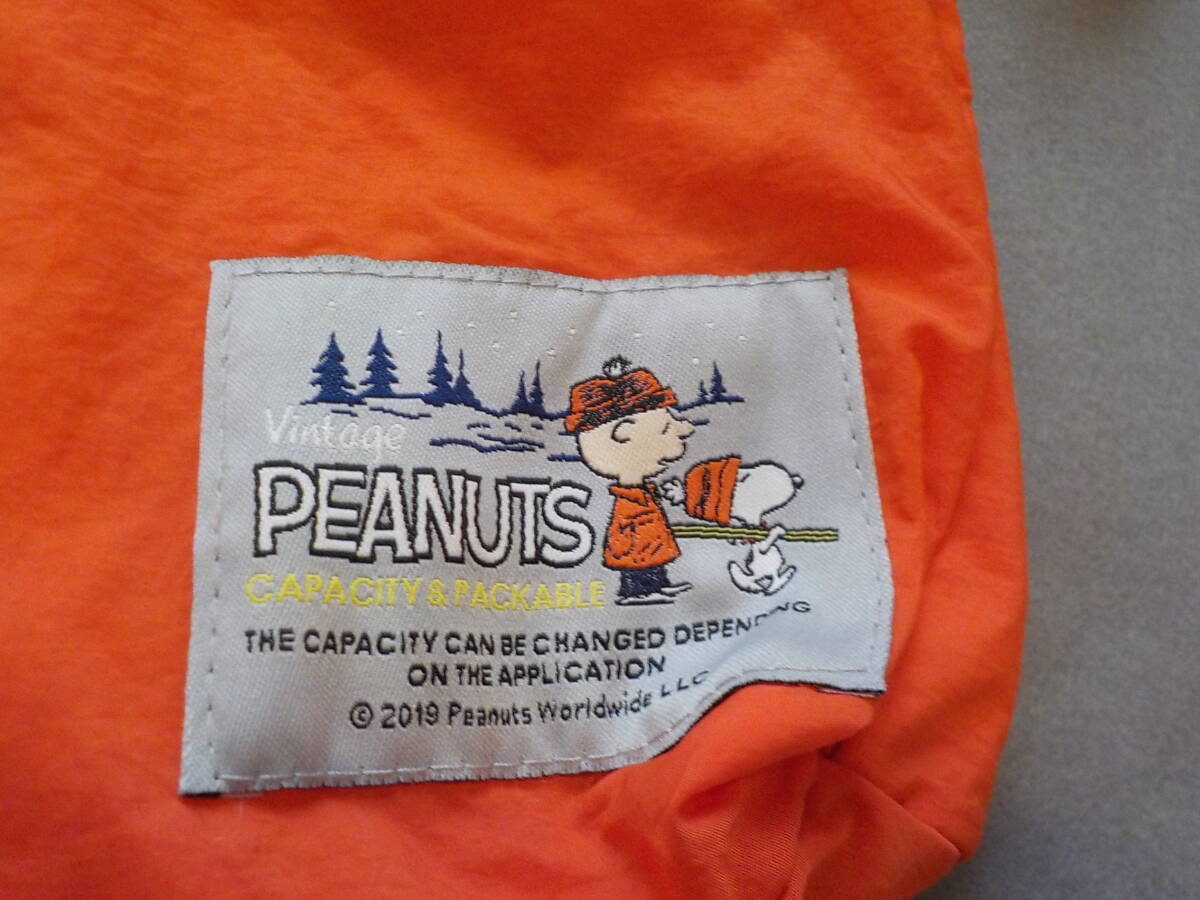 Vintage
PEANUTS
CAPACITY & PACKABLE
THE CAPACITY CAN BE CHANGED DEPENDING
ON THE APPLICATION
© 2019 Peanuts Worldwide LLC